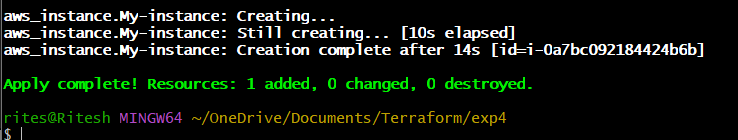 aws_instance.My-instance: Creating...
aws_instance.My-instance: Still creating... [10s elapsed]
aws_instance.My-instance: Creation complete after 14s [id=i-0a7bc092184424b6b]
Apply complete! Resources: 1 added, 0 changed, 0 destroyed.
rites@Ritesh MINGW64 ~/OneDrive/Documents/Terraform/exp4
$